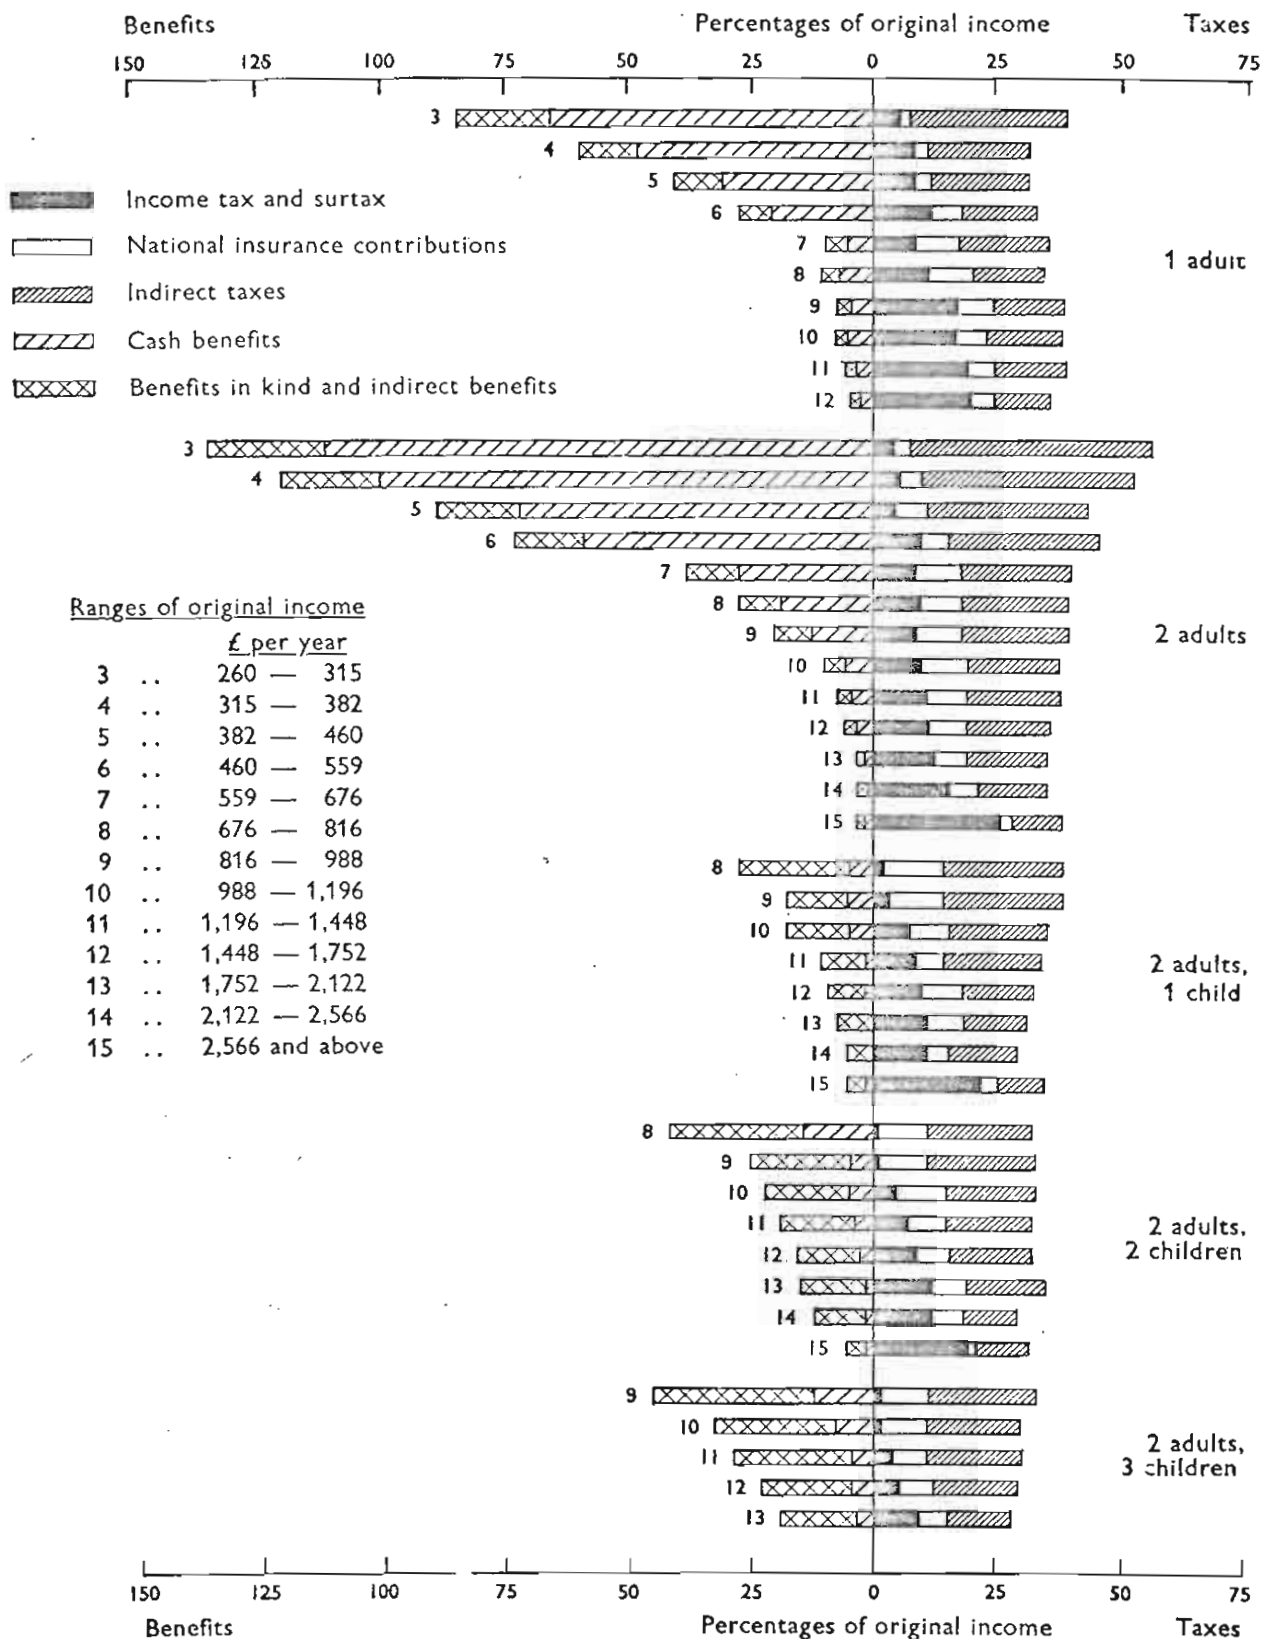 Benefits Percentages of original income Taxes
150 125 100 75 50 25 0 25 50 75
3
4
5
6
7
8
9
10
11
12
1 adult
Income tax and surtax
National insurance contributions
Indirect taxes
Cash benefits
Benefits in kind and indirect benefits
3
4
5
6
7
8
9
10
11
12
13
14
15
2 adults
Ranges of original income
£ per year
3 .. 260 — 315
4 .. 315 — 382
5 .. 382 — 460
6 .. 460 — 559
7 .. 559 — 676
8 .. 676 — 816
9 .. 816 — 988
10 .. 988 — 1,196
11 .. 1,196 — 1,448
12 .. 1,448 — 1,752
13 .. 1,752 — 2,122
14 .. 2,122 — 2,566
15 .. 2,566 and above
8
9
10
11
12
13
14
15
2 adults,
1 child
8
9
10
11
12
13
14
15
2 adults,
2 children
9
10
11
12
13
2 adults,
3 children
150 125 100 75 50 25 0 25 50 75
Benefits Percentages of original income Taxes